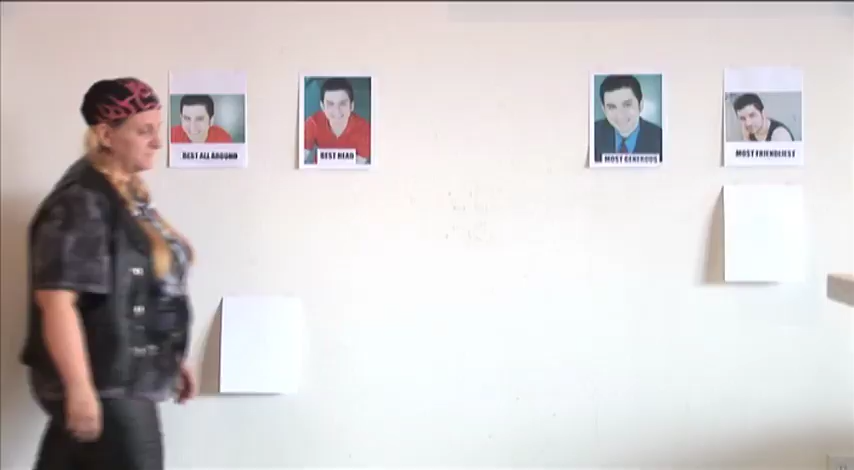 BEST ALL AROUND
BEST HEAD
MOST GENEROUS
MOST FRIENDLIEST